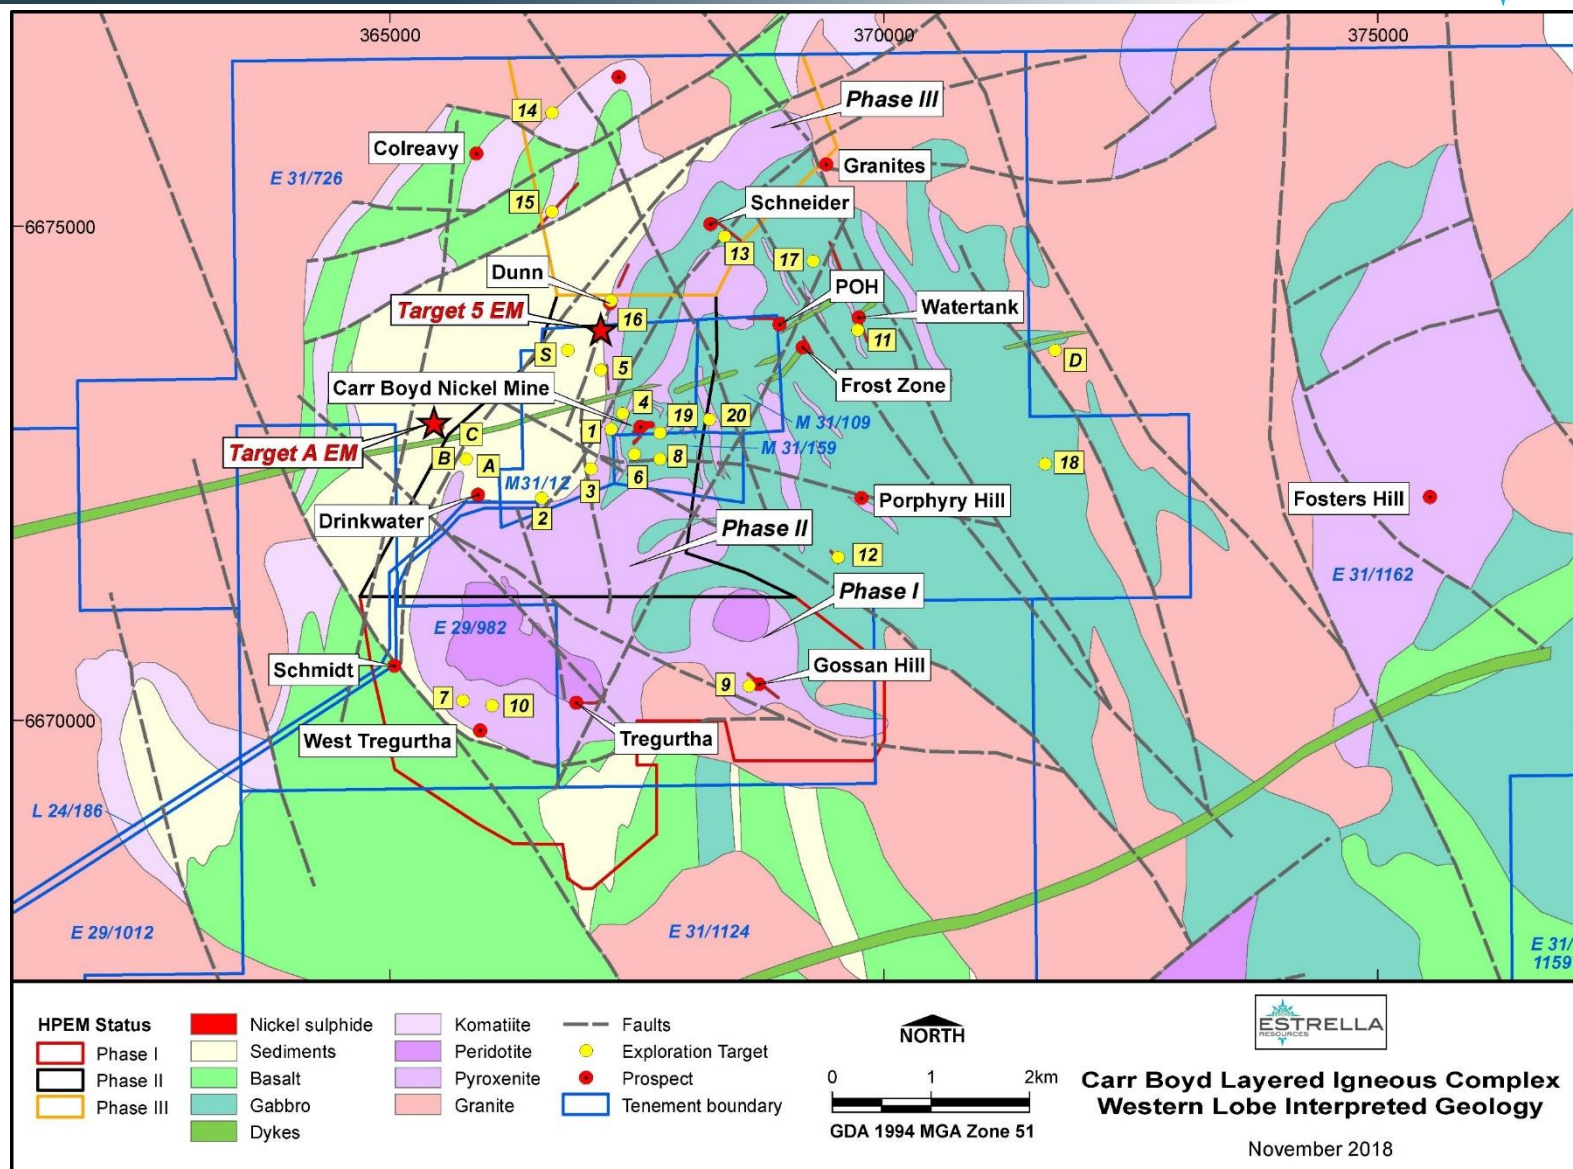 365000
370000
375000
6675000
6670000
14
Phase III
Colreavy
Granites
E 31/726
15
Schneider
13
17
Dunn
POH
Target 5 EM
16
Watertank
S
11
D
5
Carr Boyd Nickel Mine
Frost Zone
4
19
20
M 31/109
C
1
Target A EM
M 31/159
B
A
6
8
18
M31/12
3
Porphyry Hill
Fosters Hill
Drinkwater
2
Phase II
12
E 31/1162
Phase I
E 29/982
Schmidt
Gossan Hill
7
10
9
West Tregurtha
Tregurtha
L 24/186
E 29/1012
E 31/1124
E 31/
1159
HPEM Status
Phase I
Phase II
Phase III
Nickel sulphide
Sediments
Basalt
Gabbro
Dykes
Komatiite
Peridotite
Pyroxenite
Granite
Faults
Exploration Target
Prospect
Tenement boundary
NORTH
0 1 2km
GDA 1994 MGA Zone 51
ESTRELLA
RESOURCES
Carr Boyd Layered Igneous Complex
Western Lobe Interpreted Geology
November 2018